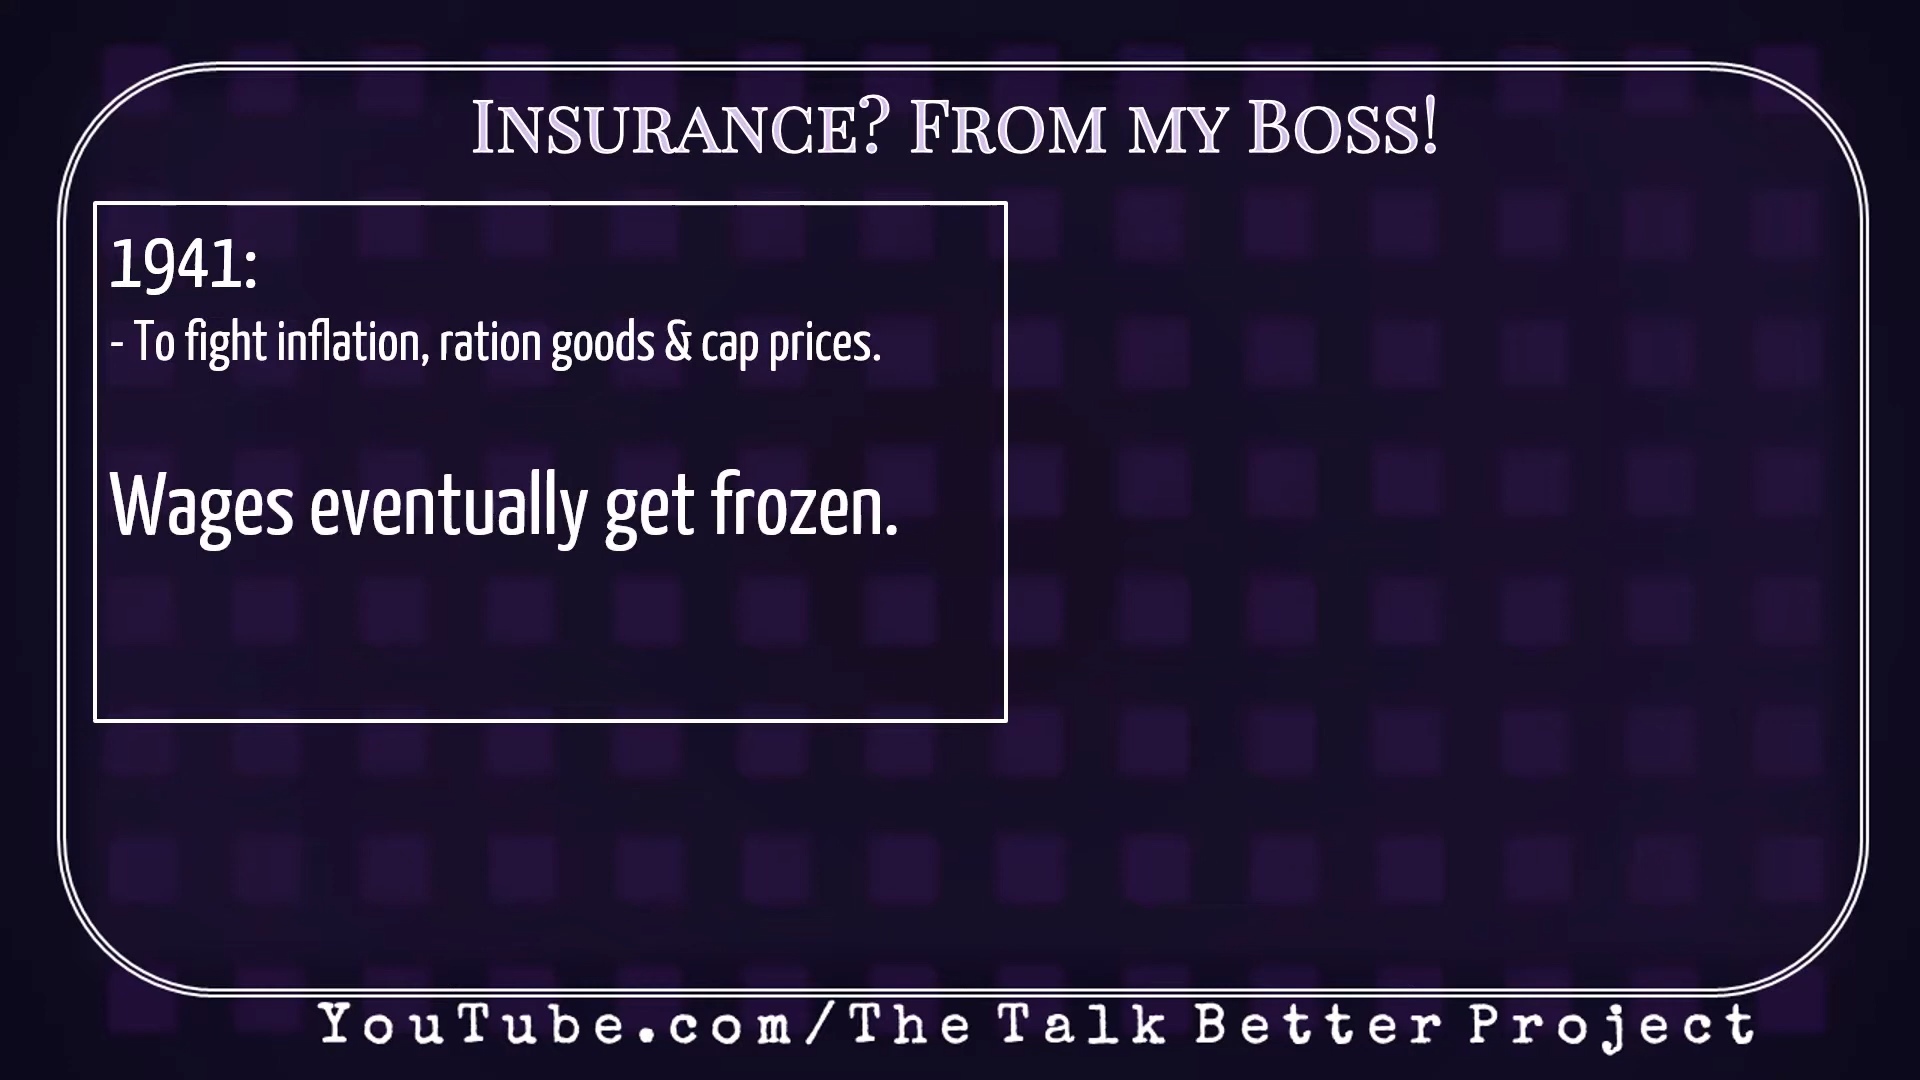 Insurance? From my Boss!
1941:
- To fight inflation, ration goods & cap prices.
Wages eventually get frozen.
YouTube.com/The Talk Better Project